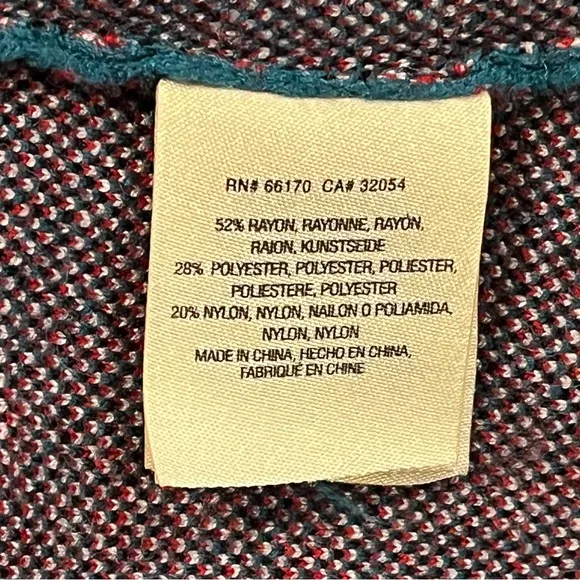 RN# 66170 CA# 32054
52% RAYON, RAYONNE, RAYÓN,
RAION, KUNSTSEIDE
28% POLYESTER, POLYESTER, POLIESTER,
POLIESTERE, POLYESTER
20% NYLON, NYLON, NAILON O POLIAMIDA,
NYLON, NYLON
MADE IN CHINA, HECHO EN CHINA,
FABRIQUÉ EN CHINE